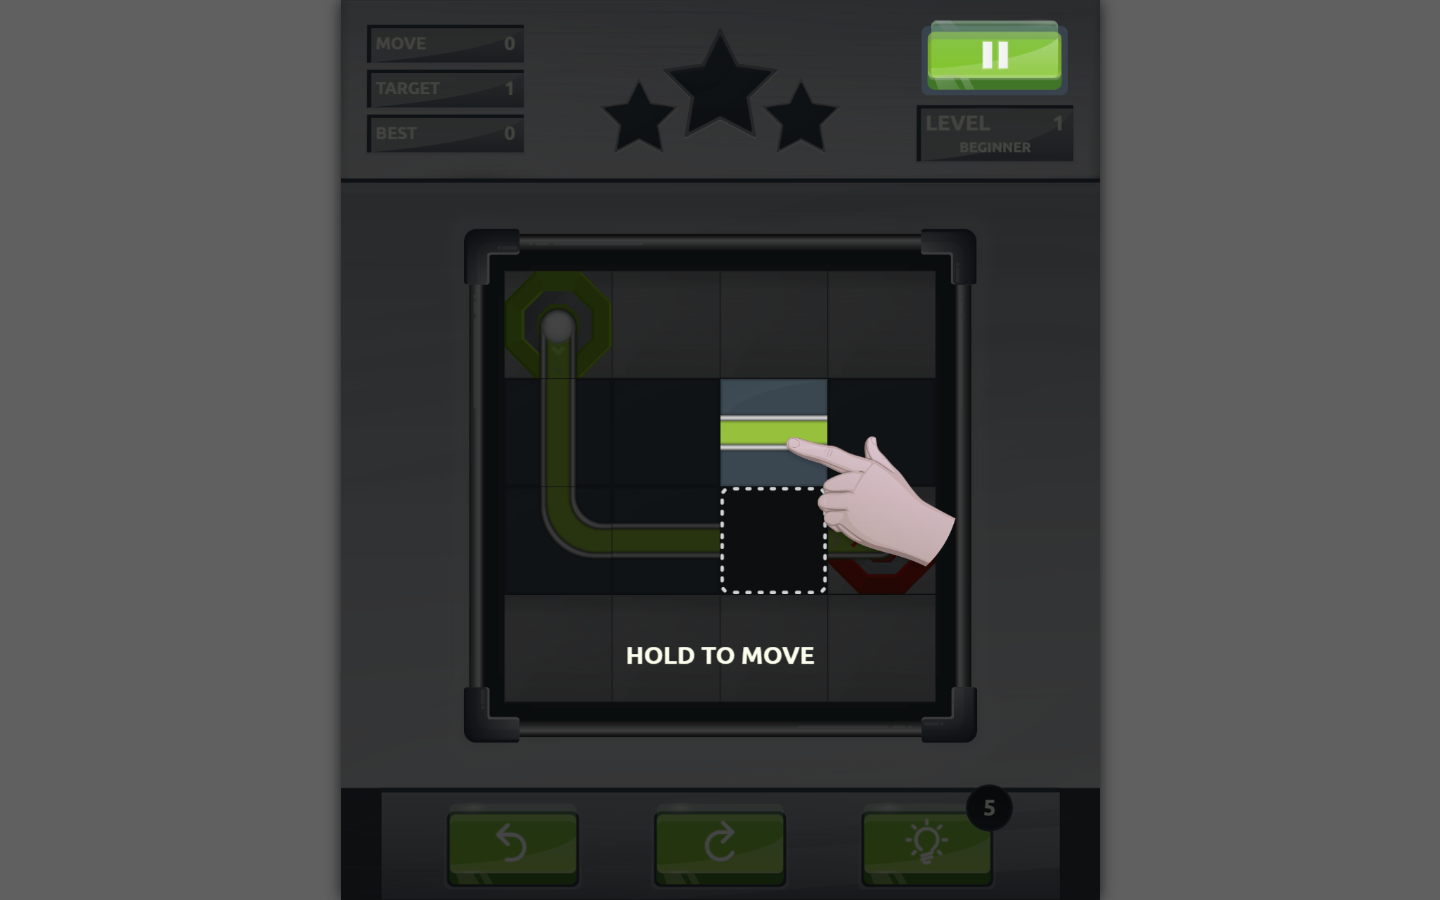 MOVE 0
TARGET 1
BEST 0
LEVEL 1
BEGINNER
HOLD TO MOVE
5